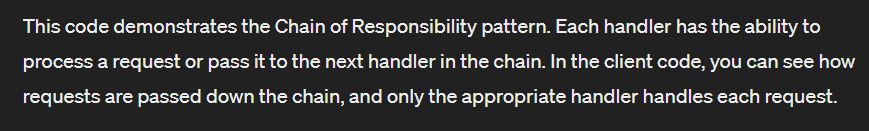 This code demonstrates the Chain of Responsibility pattern. Each handler has the ability to
process a request or pass it to the next handler in the chain. In the client code, you can see how
requests are passed down the chain, and only the appropriate handler handles each request.